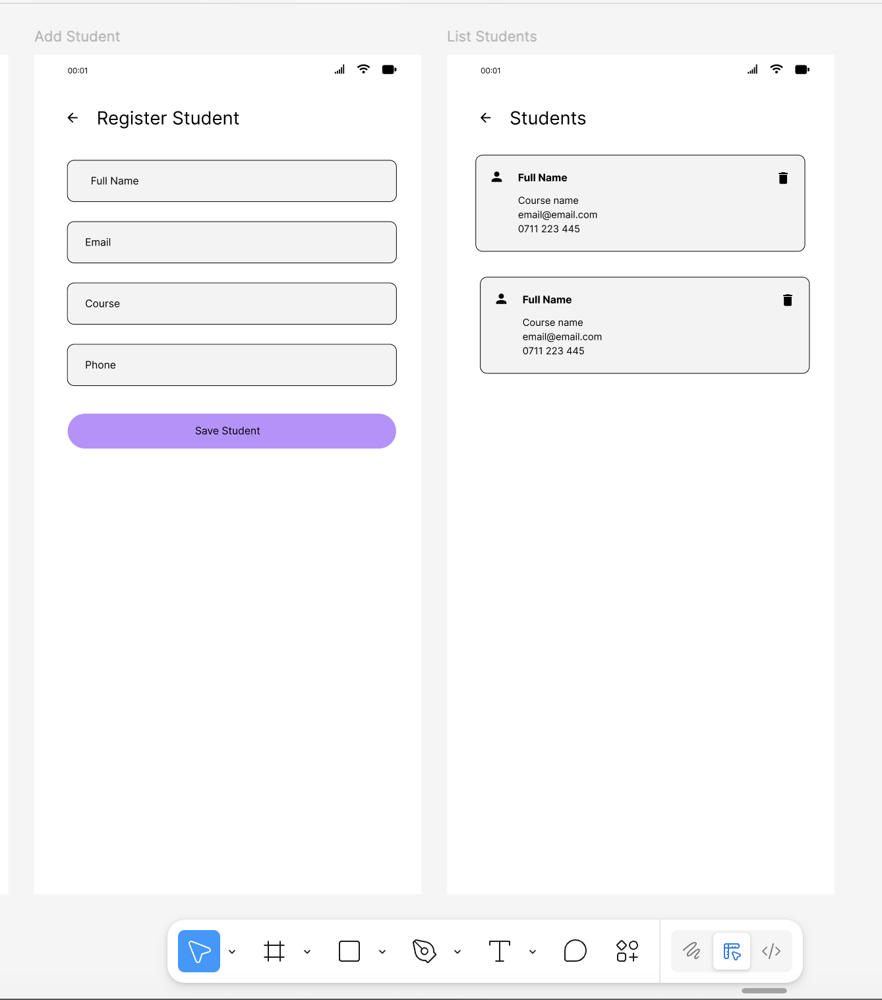 Add Student
00:01
Register Student
Full Name
Email
Course
Phone
Save Student
List Students
00:01
Students
Full Name
Course name
email@email.com
0711 223 445
Full Name
Course name
email@email.com
0711 223 445